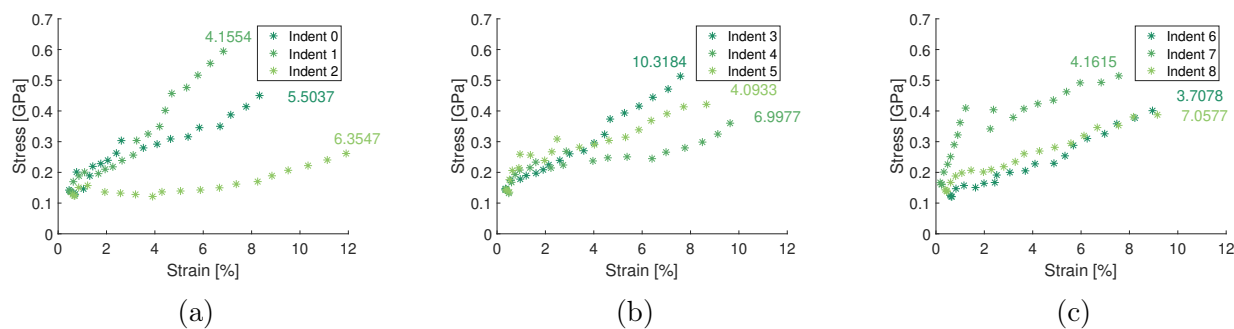 0.7
0.6
0.5
0.4
0.3
0.2
0.1
0
Stress [GPa]
0 2 4 6 8 10 12
Strain [%]
4.1554
5.5037
6.3547
Indent 0
Indent 1
Indent 2
(a)
0.7
0.6
0.5
0.4
0.3
0.2
0.1
0
Stress [GPa]
0 2 4 6 8 10 12
Strain [%]
10.3184
4.0933
6.9977
Indent 3
Indent 4
Indent 5
(b)
0.7
0.6
0.5
0.4
0.3
0.2
0.1
0
Stress [GPa]
0 2 4 6 8 10 12
Strain [%]
4.1615
3.7078
7.0577
Indent 6
Indent 7
Indent 8
(c)